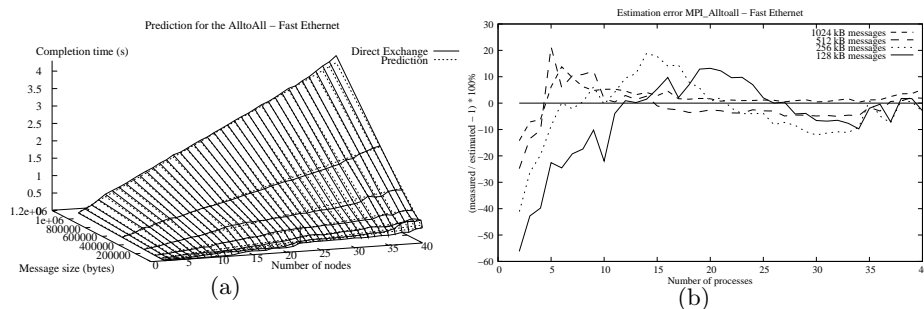 Prediction for the AlltoAll – Fast Ethernet
Completion time (s)
Direct Exchange
Prediction
4
3.5
3
2.5
2
1.5
1
0.5
0
1.2e+06
1e+06
800000
600000
400000
200000
Message size (bytes)
0 5 10 15 20 25 30 35 40
Number of nodes
(a)
Estimation error MPI_Alltoall – Fast Ethernet
1024 kB messages
512 kB messages
256 kB messages
128 kB messages
(measured / estimated – 1) * 100%
30
20
10
0
−10
−20
−30
−40
−50
−60
0 5 10 15 20 25 30 35 40
Number of processes
(b)